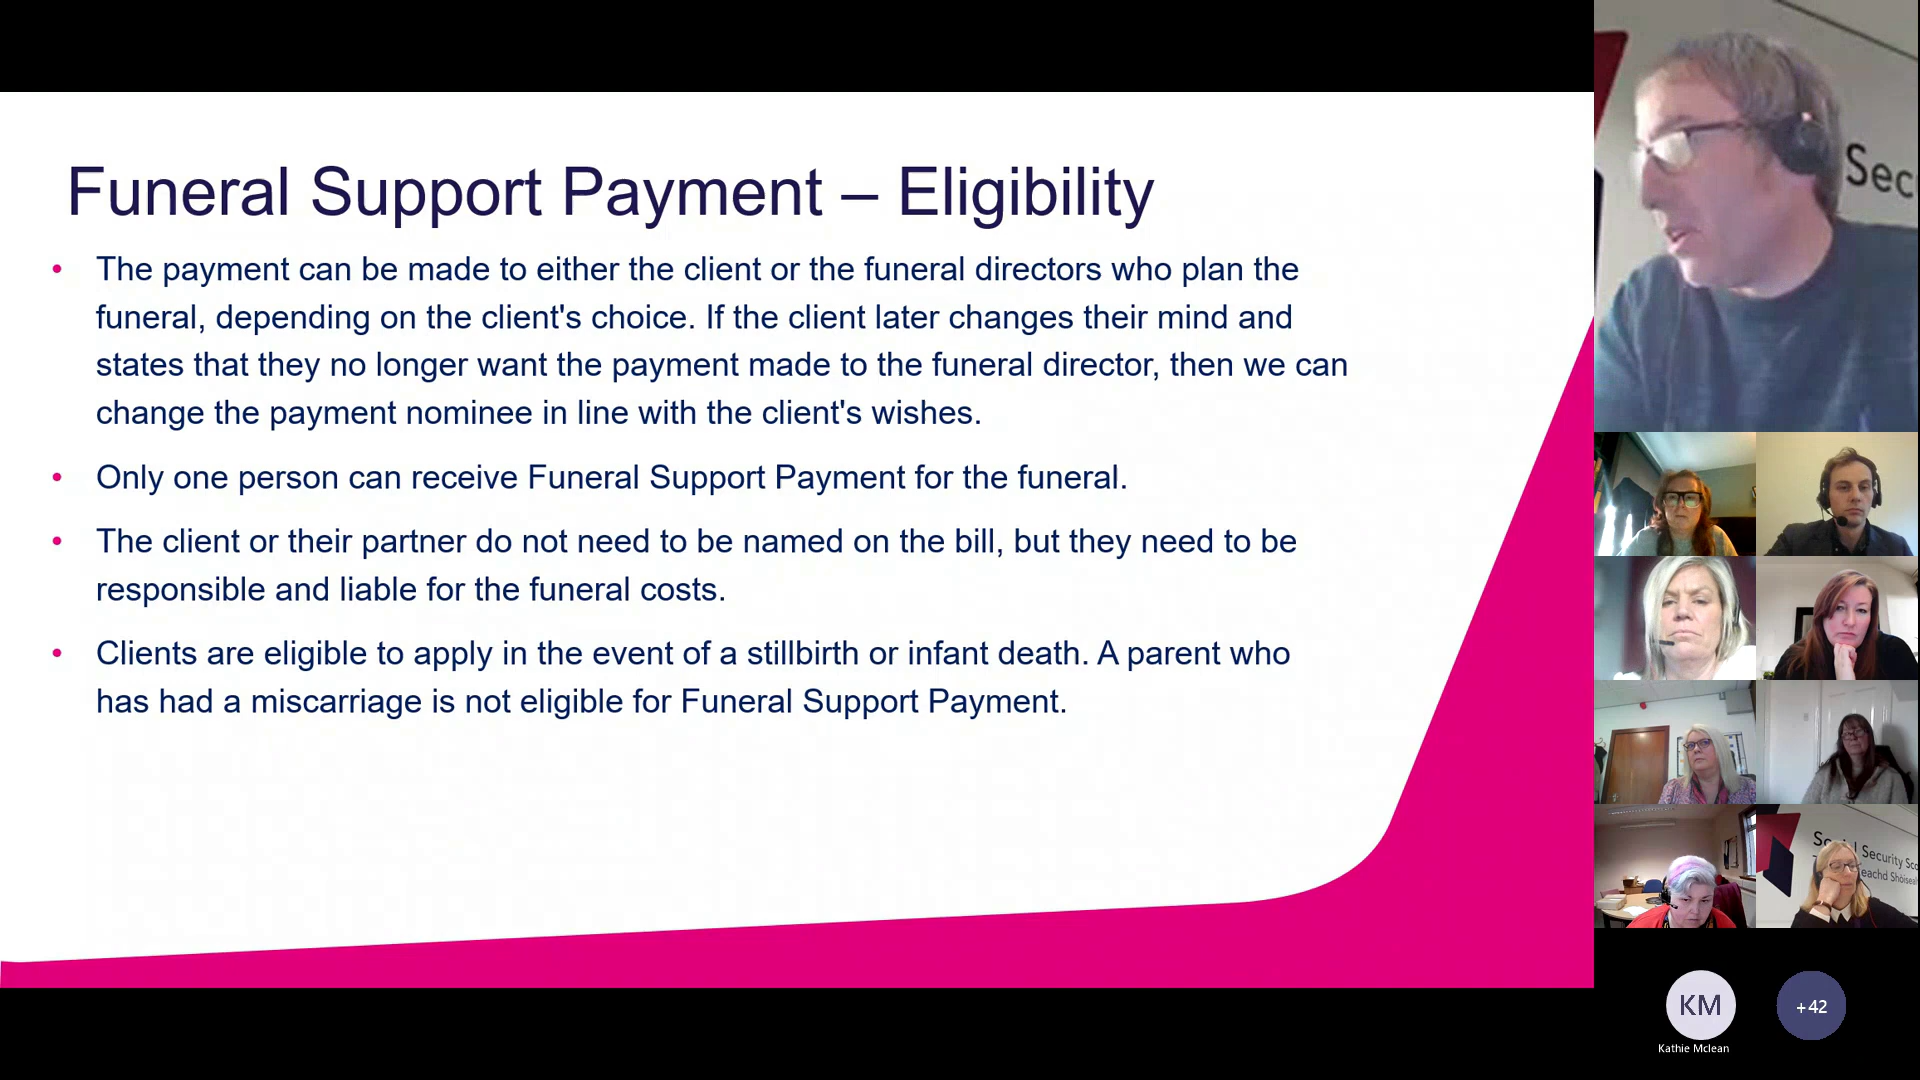 Funeral Support Payment – Eligibility
• The payment can be made to either the client or the funeral directors who plan the
funeral, depending on the client's choice. If the client later changes their mind and
states that they no longer want the payment made to the funeral director, then we can
change the payment nominee in line with the client's wishes.
• Only one person can receive Funeral Support Payment for the funeral.
• The client or their partner do not need to be named on the bill, but they need to be
responsible and liable for the funeral costs.
• Clients are eligible to apply in the event of a stillbirth or infant death. A parent who
has had a miscarriage is not eligible for Funeral Support Payment.
Sec
Social Security Sco
KM
+42
Kathie Mclean